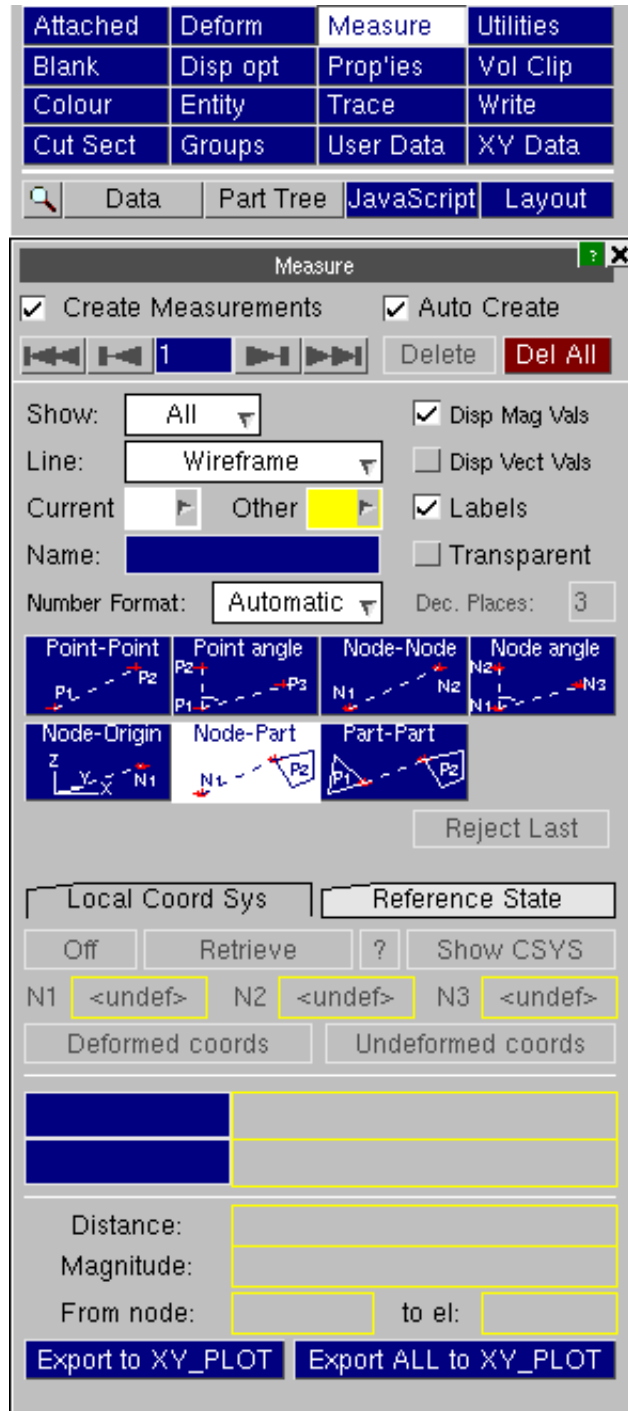 Attached Deform Measure Utilities
Blank Disp opt Prop'ies Vol Clip
Colour Entity Trace Write
Cut Sect Groups User Data XY Data
Data Part Tree JavaScript Layout
Measure ?
Create Measurements Auto Create
1 Delete Del All
Show: All Disp Mag Vals
Line: Wireframe Disp Vect Vals
Current Other Labels
Name: Transparent
Number Format: Automatic Dec. Places: 3
Point-Point Point angle Node-Node Node angle
P2 P2 N2 N2
P1 P1 P3 N1 N1 N3
Node-Origin Node-Part Part-Part
Z Y X N1 N1 P2 P1 P2
Reject Last
Local Coord Sys Reference State
Off Retrieve ? Show CSYS
N1 <undef> N2 <undef> N3 <undef>
Deformed coords Undeformed coords
Distance:
Magnitude:
From node: to el:
Export to XY_PLOT Export ALL to XY_PLOT